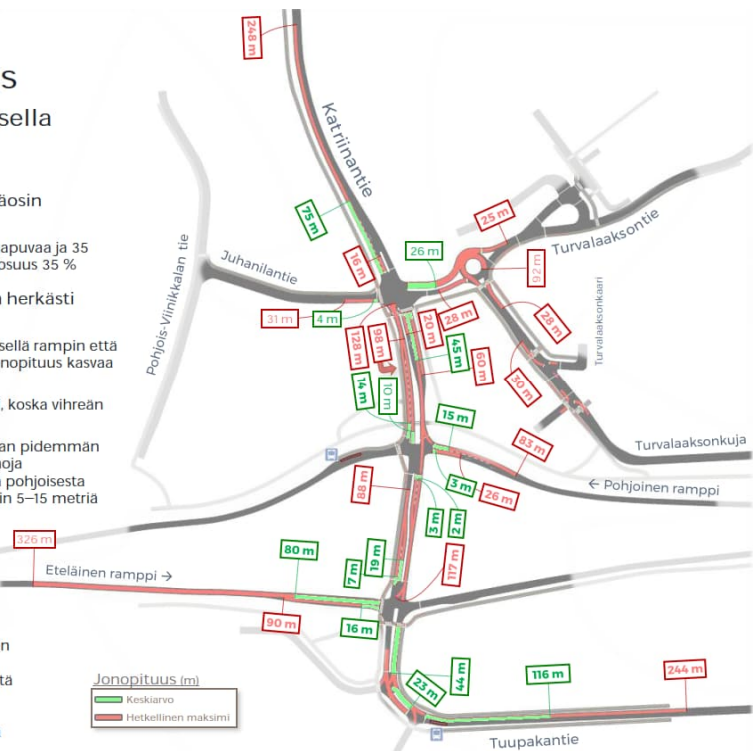 s
sella
äosin
apuvaa ja 35
osuus 35 %
herkästi
sellä rampin että
nopituus kasvaa
, koska vihreän
an pidemmän
noja
pohjoisesta
in 5–15 metriä
n
tä
248 m
Katriinantie
75 m
16 m
26 m
25 m
92 m
Turvalaaksontie
Juhanilantie
Pohjois-Viinikkalan tie
31 m
4 m
128 m
98 m
20 m
28 m
45 m
60 m
28 m
30 m
Turvalaaksonkaari
14 m
10 m
15 m
83 m
Turvalaaksonkuja
3 m
26 m
← Pohjoinen ramppi
88 m
3 m
2 m
326 m
80 m
7 m
19 m
117 m
Eteläinen ramppi →
90 m
16 m
44 m
23 m
116 m
244 m
Tuupakantie
Jonopituus (m)
Keskiarvo
Hetkellinen maksimi